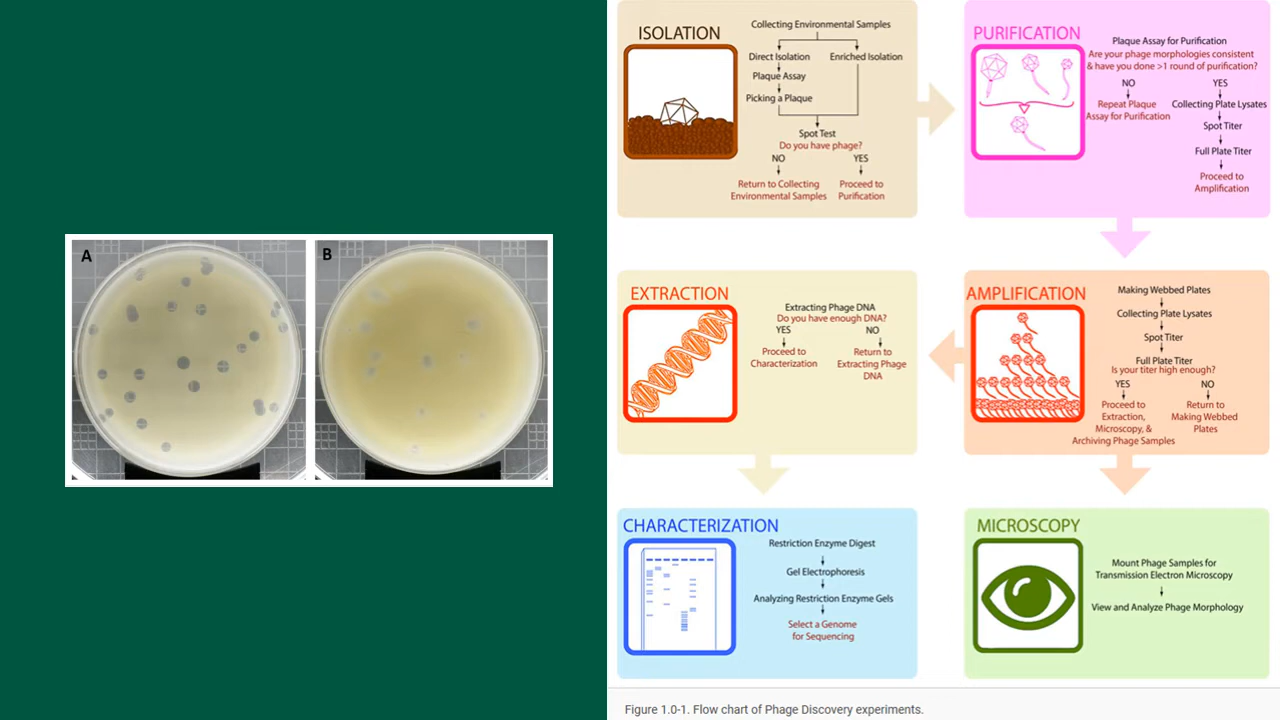 A
B
ISOLATION
Collecting Environmental Samples
Direct Isolation
Enriched Isolation
Plaque Assay
Picking a Plaque
Spot Test
Do you have phage?
NO
YES
Return to Collecting
Environmental Samples
Proceed to
Purification
PURIFICATION
Plaque Assay for Purification
Are your phage morphologies consistent
& have you done >1 round of purification?
NO
YES
Repeat Plaque
Assay for Purification
Collecting Plate Lysates
Spot Titer
Full Plate Titer
Proceed to
Amplification
EXTRACTION
Extracting Phage DNA
Do you have enough DNA?
YES
NO
Proceed to
Characterization
Return to
Extracting Phage
DNA
AMPLIFICATION
Making Webbed Plates
Collecting Plate Lysates
Spot Titer
Full Plate Titer
Is your titer high enough?
YES
NO
Proceed to
Extraction,
Microscopy, &
Archiving Phage Samples
Return to
Making Webbed
Plates
CHARACTERIZATION
Restriction Enzyme Digest
Gel Electrophoresis
Analyzing Restriction Enzyme Gels
Select a Genome
for Sequencing
MICROSCOPY
Mount Phage Samples for
Transmission Electron Microscopy
View and Analyze Phage Morphology
Figure 1.0-1. Flow chart of Phage Discovery experiments.